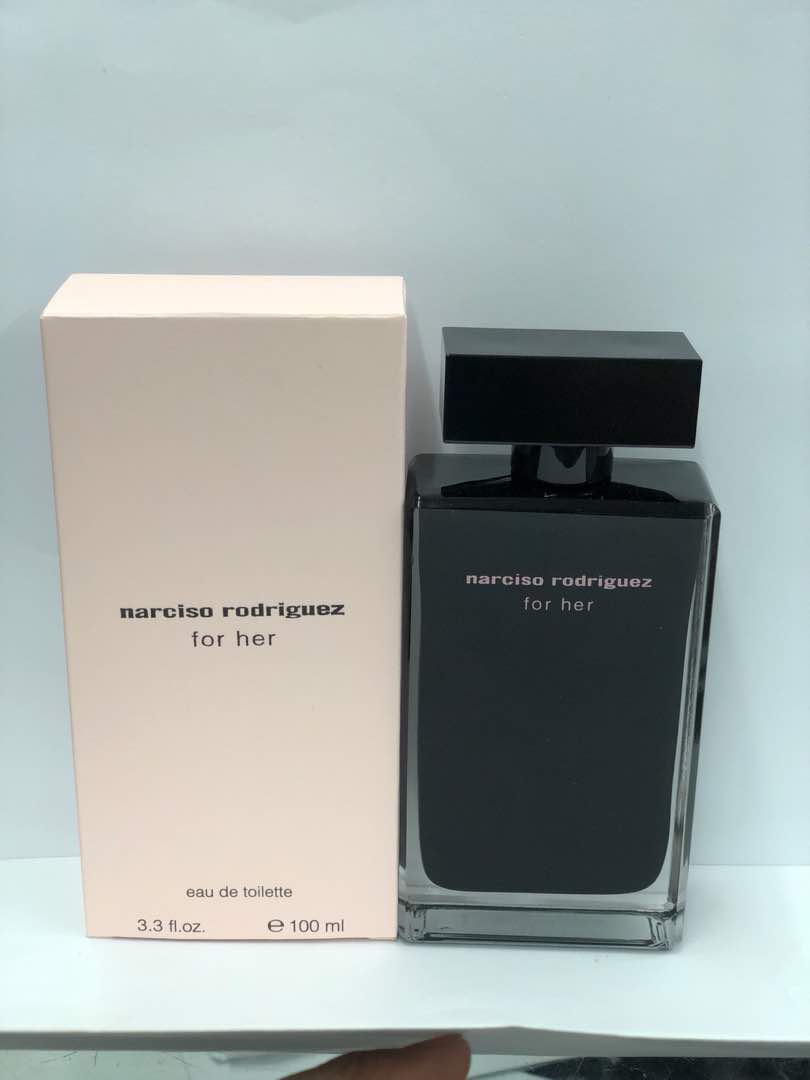 narciso rodriguez
for her
eau de toilette
3.3 fl.oz. ℮ 100 ml
narciso rodriguez
for her